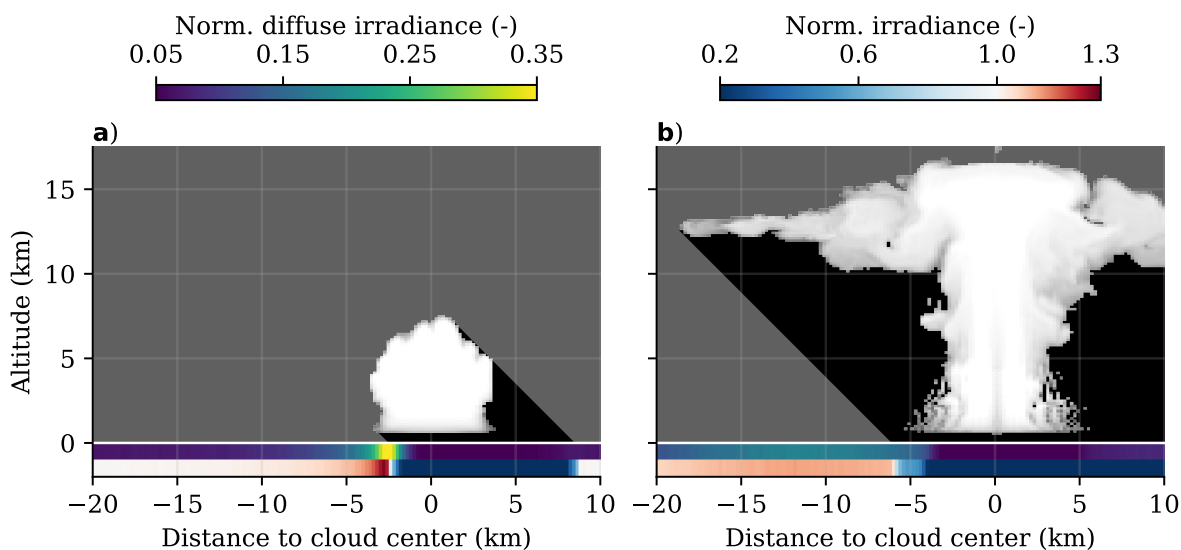 Norm. diffuse irradiance (-)
0.05 0.15 0.25 0.35
Norm. irradiance (-)
0.2 0.6 1.0 1.3
a)
b)
Altitude (km)
15
10
5
0
−20 −15 −10 −5 0 5 10
−20 −15 −10 −5 0 5 10
Distance to cloud center (km)
Distance to cloud center (km)